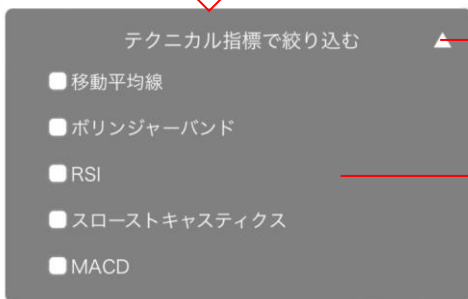 テクニカル指標で絞り込む
移動平均線
ボリンジャーバンド
RSI
スローストキャスティクス
MACD